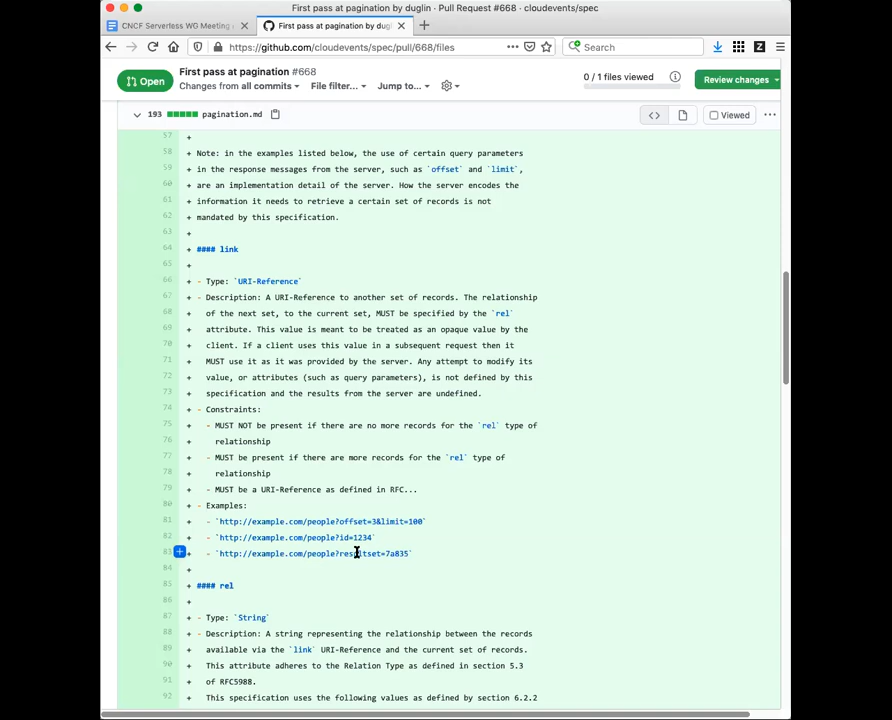 First pass at pagination by duglin · Pull Request #668 · cloudevents/spec
CNCF Serverless WG Meeting
First pass at pagination by dugli
https://github.com/cloudevents/spec/pull/668/files
Search
Open
First pass at pagination #668
Changes from all commits
File filter...
Jump to...
0 / 1 files viewed
Review changes
193
pagination.md
Viewed
57 +
58 + Note: in the examples listed below, the use of certain query parameters
59 + in the response messages from the server, such as `offset` and `limit`,
60 + are an implementation detail of the server. How the server encodes the
61 + information it needs to retrieve a certain set of records is not
62 + mandated by this specification.
63 +
64 + #### link
65 +
66 + - Type: `URI-Reference`
67 + - Description: A URI-Reference to another set of records. The relationship
68 + of the next set, to the current set, MUST be specified by the `rel`
69 + attribute. This value is meant to be treated as an opaque value by the
70 + client. If a client uses this value in a subsequent request then it
71 + MUST use it as it was provided by the server. Any attempt to modify its
72 + value, or attributes (such as query parameters), is not defined by this
73 + specification and the results from the server are undefined.
74 + - Constraints:
75 + - MUST NOT be present if there are no more records for the `rel` type of
76 + relationship
77 + - MUST be present if there are more records for the `rel` type of
78 + relationship
79 + - MUST be a URI-Reference as defined in RFC...
80 + - Examples:
81 + - `http://example.com/people?offset=3&limit=100`
82 + - `http://example.com/people?id=1234`
83 + - `http://example.com/people?resultset=7a835`
84 +
85 + #### rel
86 +
87 + - Type: `String`
88 + - Description: A string representing the relationship between the records
89 + available via the `link` URI-Reference and the current set of records.
90 + This attribute adheres to the Relation Type as defined in section 5.3
91 + of RFC5988.
92 + This specification uses the following values as defined by section 6.2.2